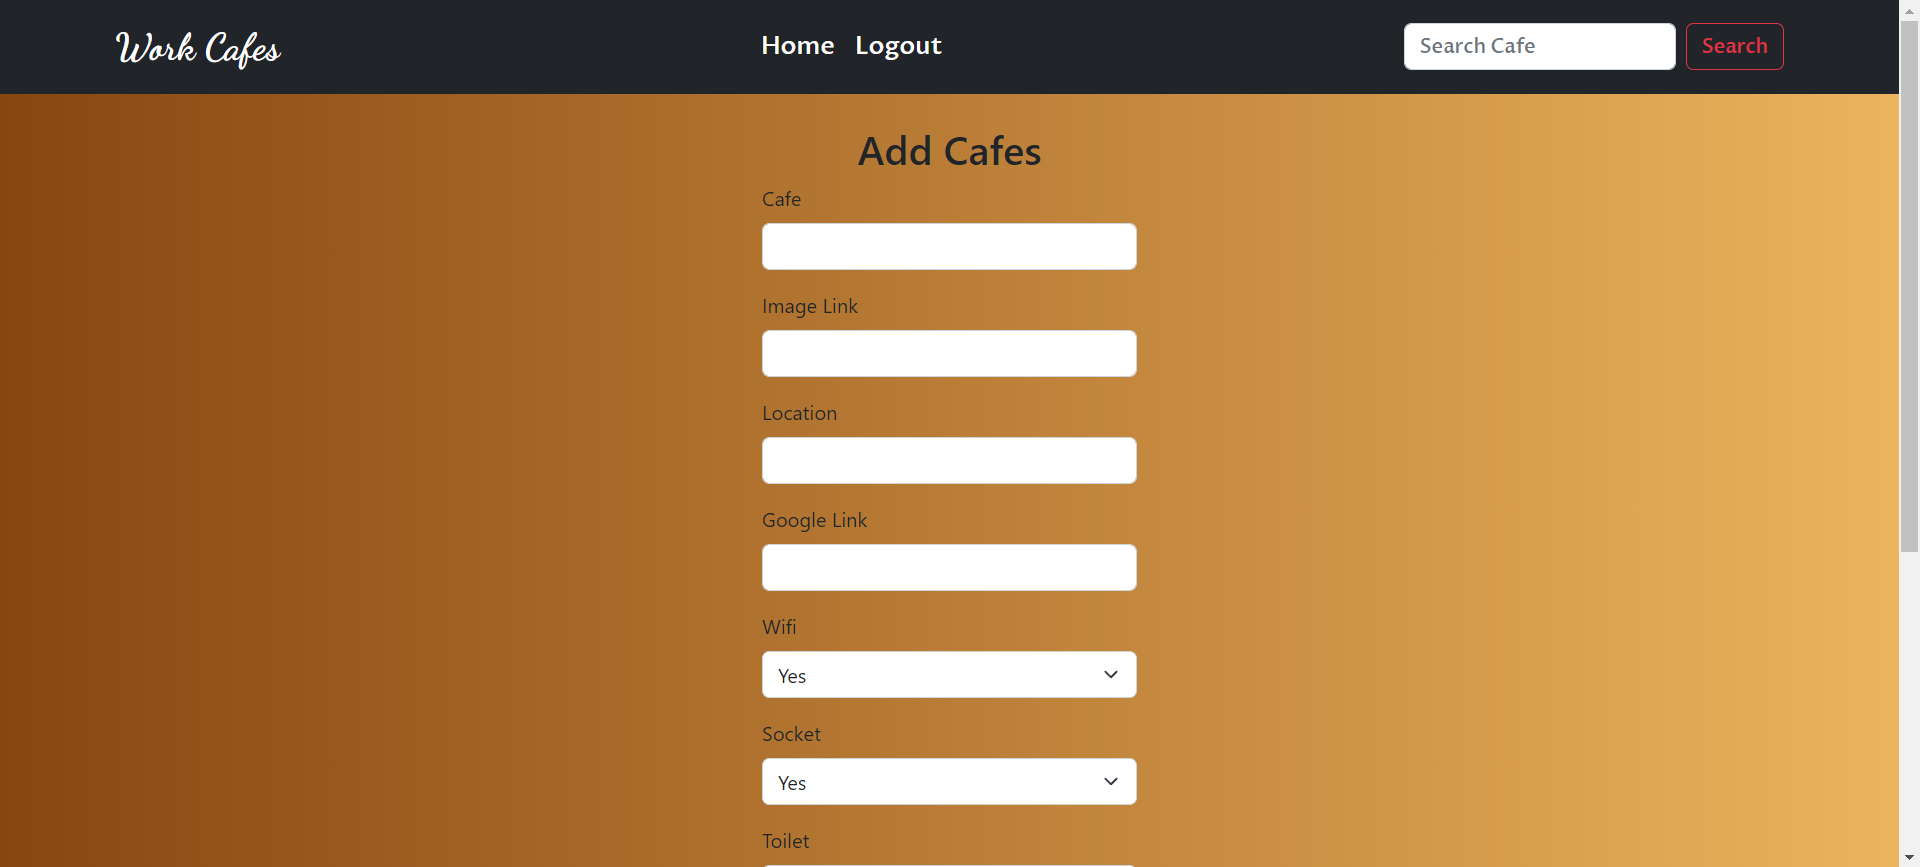 Work Cafes
Home Logout
Search Cafe
Search
Add Cafes
Cafe
Image Link
Location
Google Link
Wifi
Yes
Socket
Yes
Toilet